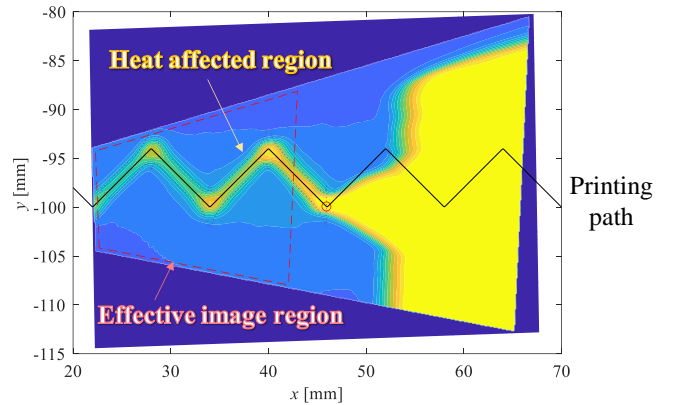 -80
-85
-90
-95
-100
-105
-110
-115
y [mm]
Heat affected region
Effective image region
Printing
path
20 30 40 50 60 70
x [mm]